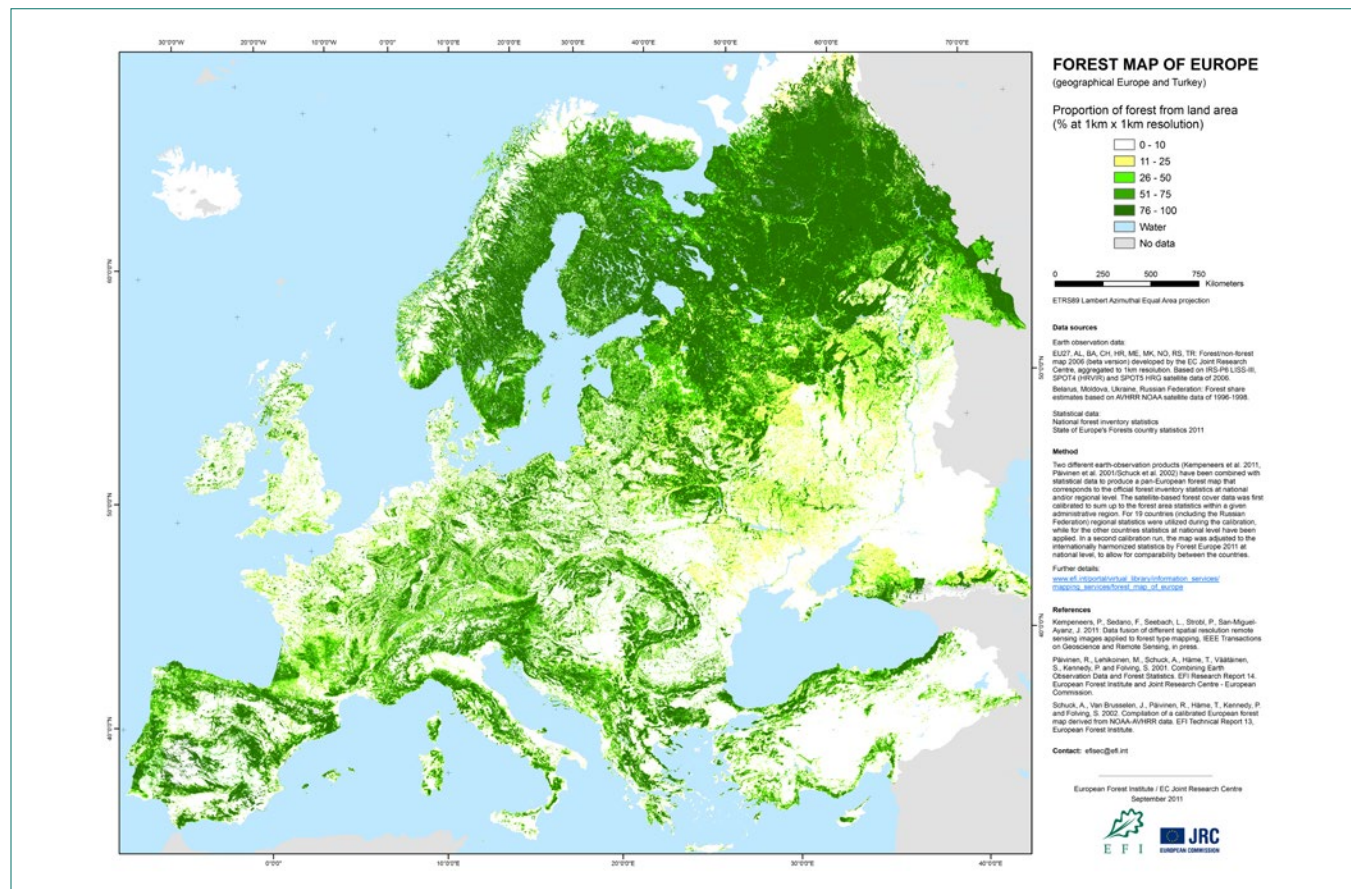 30°0'0"W 20°0'0"W 10°0'0"W 0°0'0" 10°0'0"E 20°0'0"E 30°0'0"E 40°0'0"E 50°0'0"E 60°0'0"E 70°0'0"E
60°0'0"N
50°0'0"N
40°0'0"N
50°0'0"N
40°0'0"N
0°0'0" 10°0'0"E 20°0'0"E 30°0'0"E 40°0'0"E
FOREST MAP OF EUROPE
(geographical Europe and Turkey)
Proportion of forest from land area
(% at 1km x 1km resolution)
0 - 10
11 - 25
26 - 50
51 - 75
76 - 100
Water
No data
0 250 500 750
Kilometers
ETRS89 Lambert Azimuthal Equal Area projection
Data sources
Earth observation data:
EU27, AL, BA, CH, HR, ME, MK, NO, RS, TR: Forest/non-forest
map 2006 (beta version) developed by the EC Joint Research
Centre, aggregated to 1km resolution. Based on IRS-P6 LISS-III,
SPOT4 (HRVIR) and SPOT5 HRG satellite data of 2006.
Belarus, Moldova, Ukraine, Russian Federation: Forest share
estimates based on AVHRR NOAA satellite data of 1996-1998.
Statistical data:
National forest inventory statistics
State of Europe's Forests country statistics 2011
Method
Two different earth-observation products (Kempeneers et al. 2011,
Päivinen et al. 2001/Schuck et al. 2002) have been combined with
statistical data to produce a pan-European forest map that
corresponds to the official forest inventory statistics at national
and/or regional level. The satellite-based forest cover data was first
calibrated to sum up to the forest area statistics within a given
administrative region. For 19 countries (including the Russian
Federation) regional statistics were utilized during the calibration,
while for the other countries statistics at national level have been
applied. In a second calibration run, the map was adjusted to the
internationally harmonized statistics by Forest Europe 2011 at
national level, to allow for comparability between the countries.
Further details:
www.efi.int/portal/virtual_library/information_services/
mapping_services/forest_map_of_europe
References
Kempeneers, P., Sedano, F., Seebach, L., Strobl, P., San-Miguel-
Ayanz, J. 2011: Data fusion of different spatial resolution remote
sensing images applied to forest type mapping, IEEE Transactions
on Geoscience and Remote Sensing, in press.
Päivinen, R., Lehikoinen, M., Schuck, A., Häme, T., Väätäinen,
S., Kennedy, P. and Folving, S. 2001. Combining Earth
Observation Data and Forest Statistics. EFI Research Report 14.
European Forest Institute and Joint Research Centre - European
Commission.
Schuck, A., Van Brusselen, J., Päivinen, R., Häme, T., Kennedy, P.
and Folving, S. 2002. Compilation of a calibrated European forest
map derived from NOAA-AVHRR data. EFI Technical Report 13,
European Forest Institute.
Contact: efisec@efi.int
European Forest Institute / EC Joint Research Centre
September 2011
EFI
JRC
EUROPEAN COMMISSION